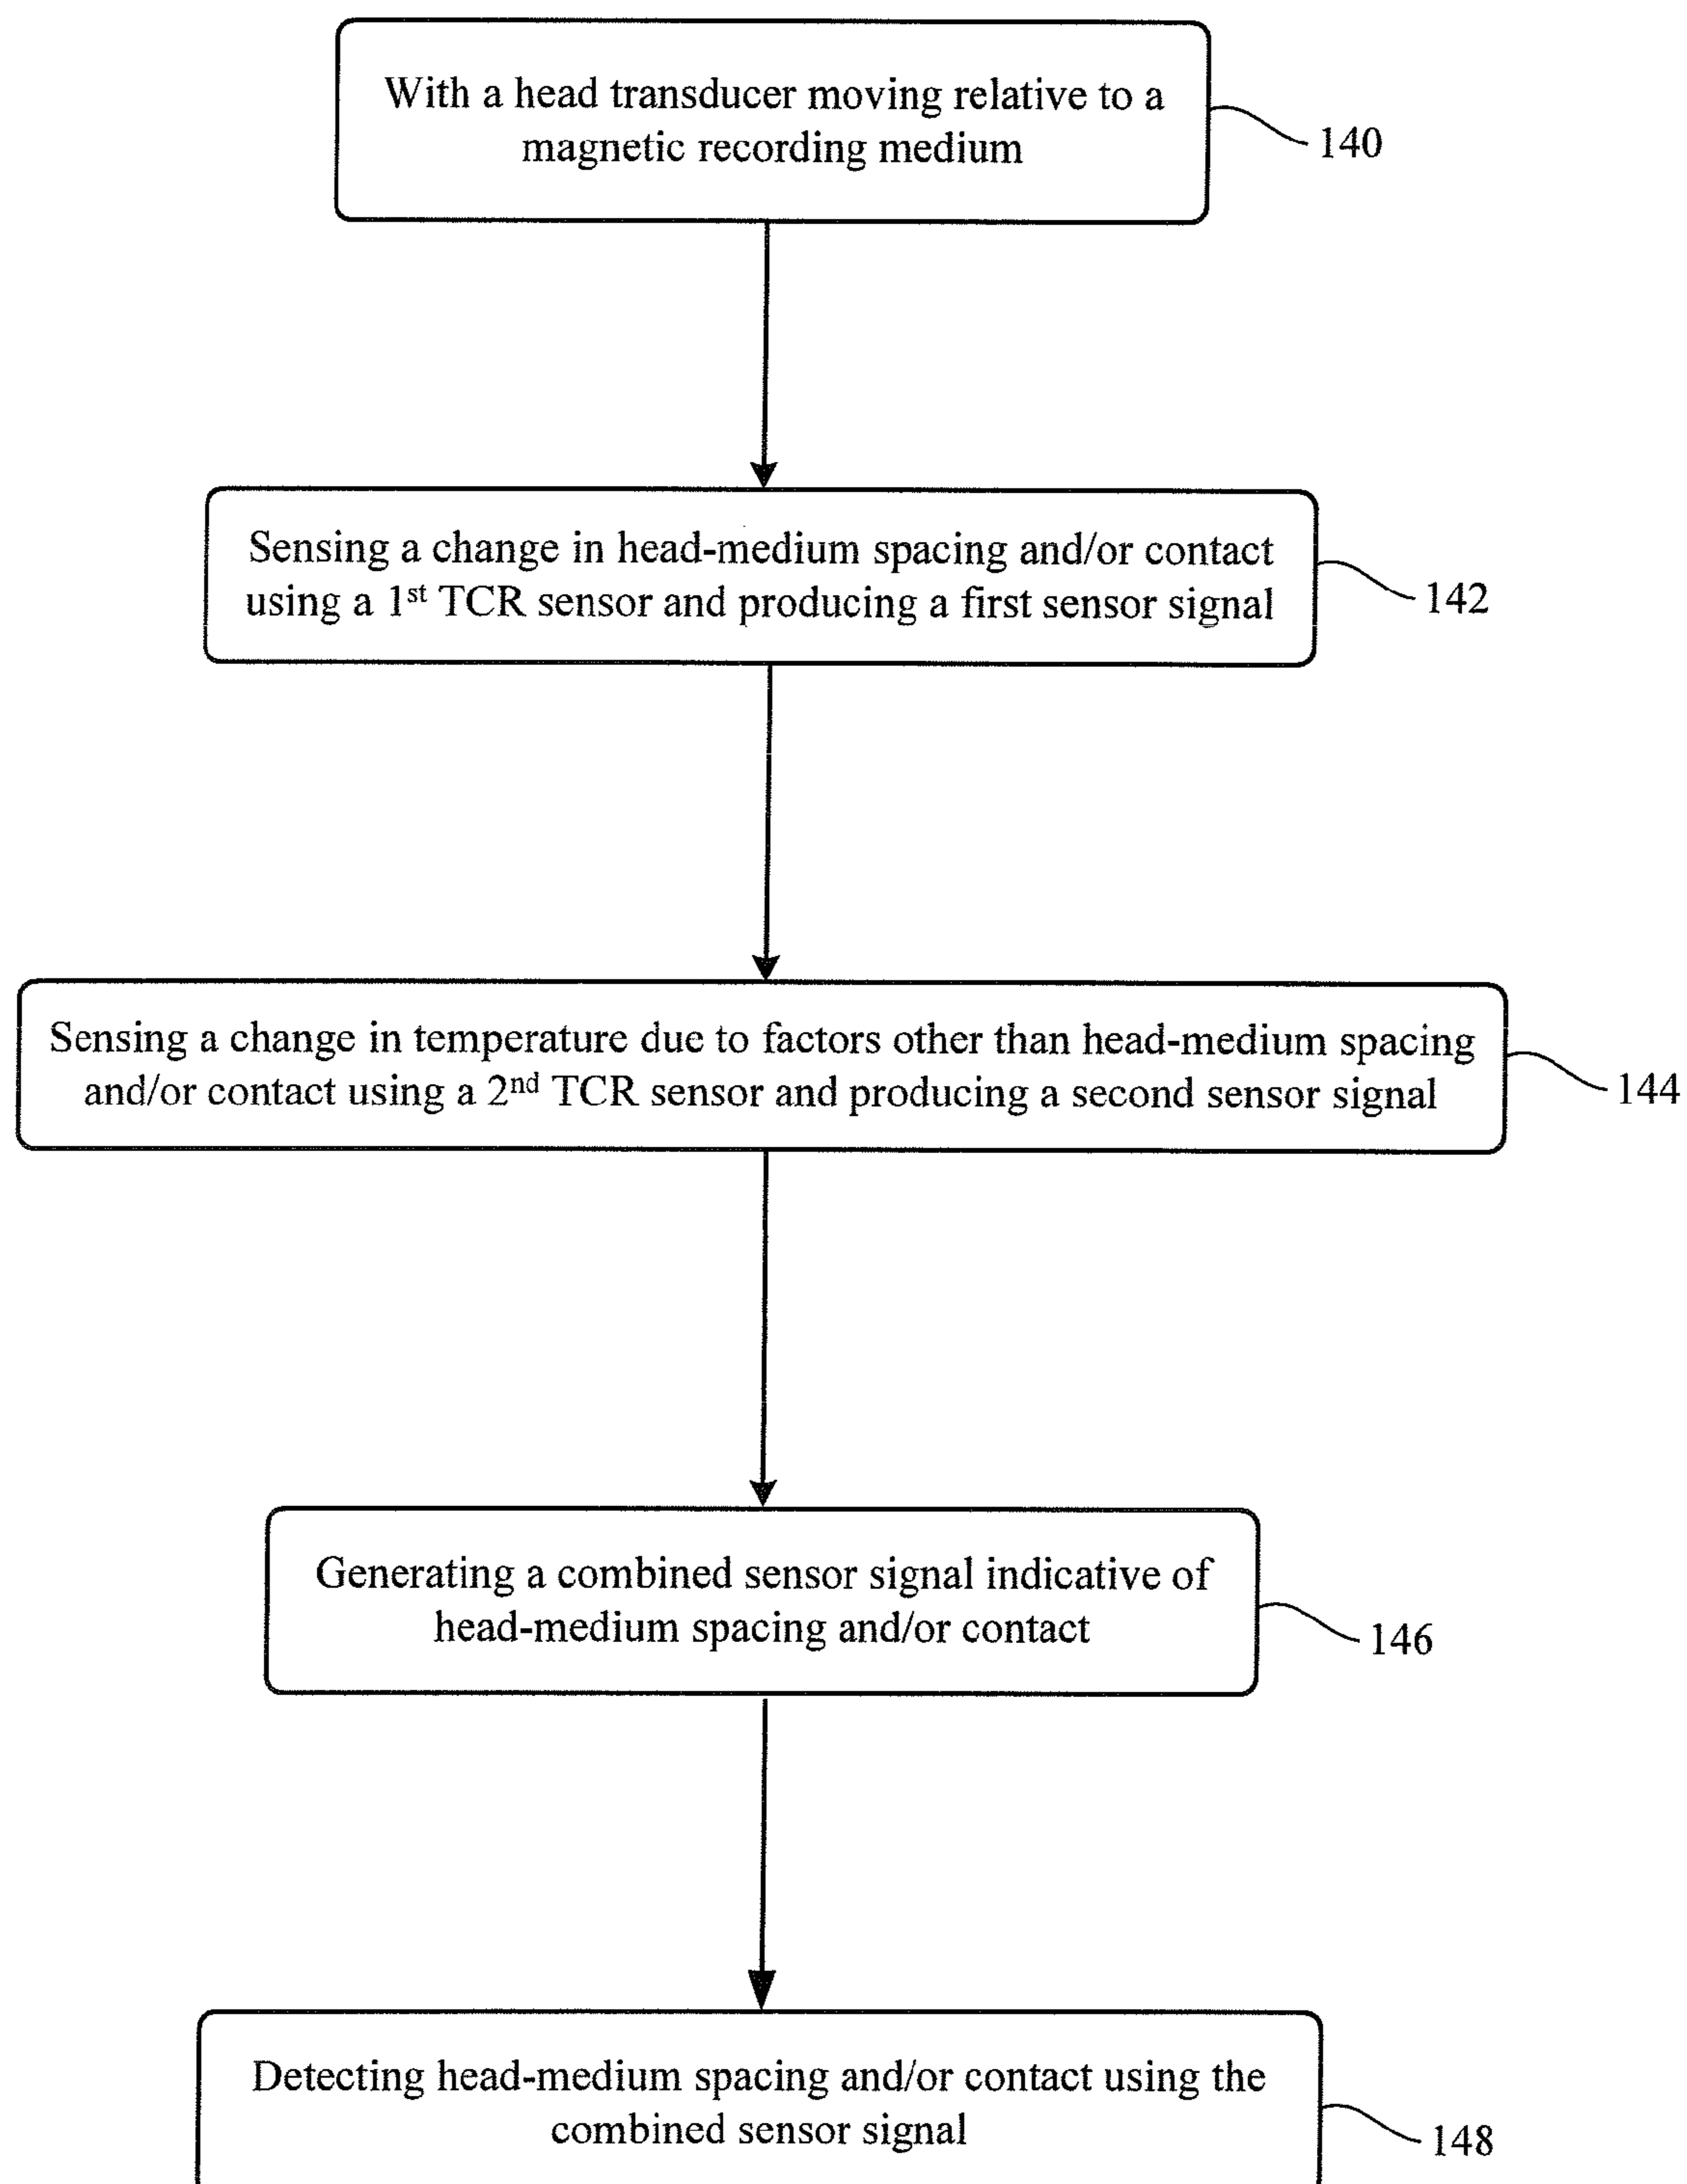 With a head transducer moving relative to a
magnetic recording medium
140
Sensing a change in head-medium spacing and/or contact
using a 1st TCR sensor and producing a first sensor signal
142
Sensing a change in temperature due to factors other than head-medium spacing
and/or contact using a 2nd TCR sensor and producing a second sensor signal
144
Generating a combined sensor signal indicative of
head-medium spacing and/or contact
146
Detecting head-medium spacing and/or contact using the
combined sensor signal
148